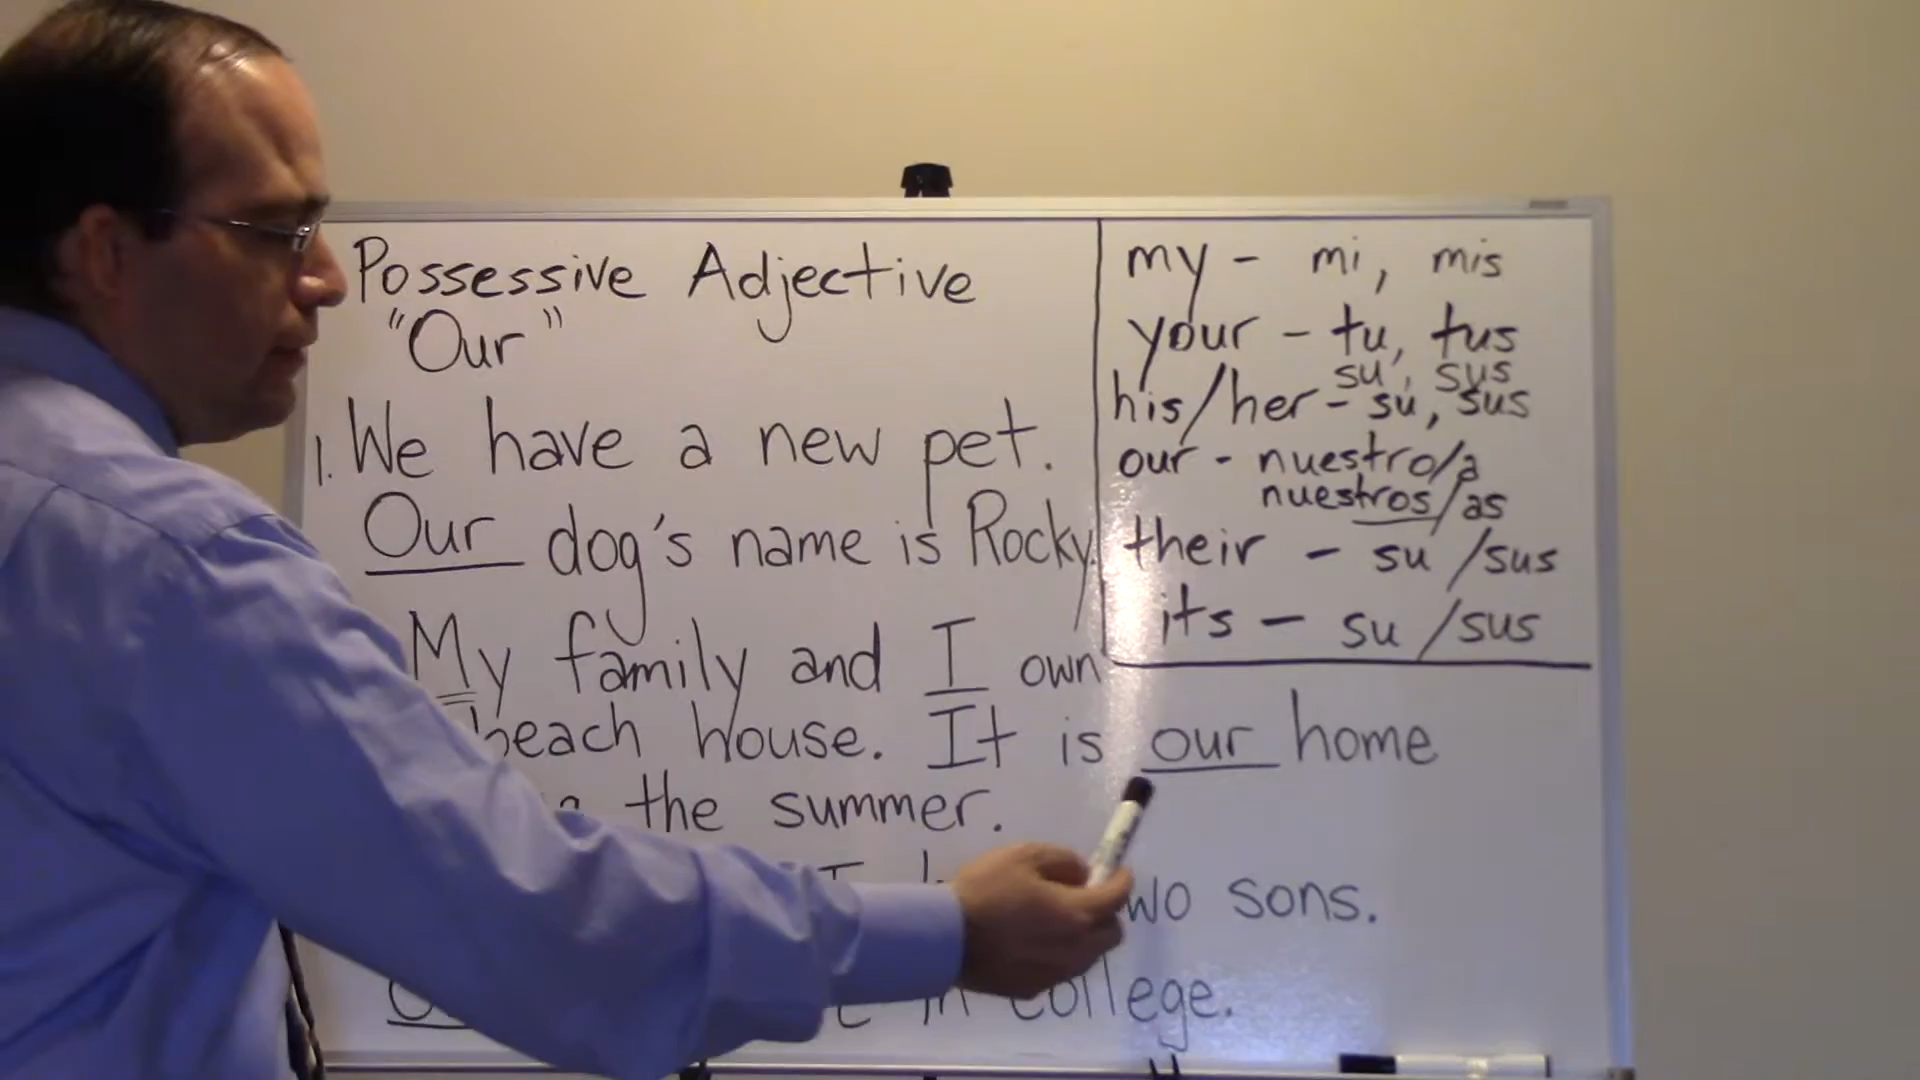 Possessive Adjective
"Our"
1. We have a new pet.
Our dog's name is Rocky.
My family and I own
beach house. It is our home
the summer.
sons.
in college.
my - mi, mis
your - tu, tus
su, sus
his/her - su, sus
our - nuestro/a
nuestros/as
their - su/sus
its - su/sus